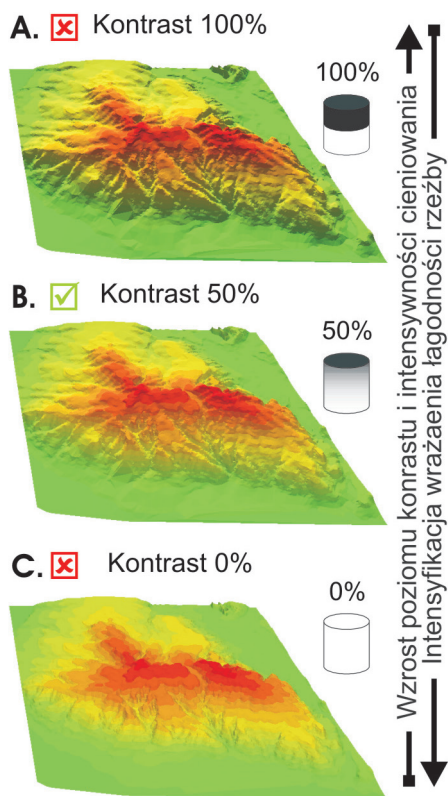 A. Kontrast 100%
100%
B. Kontrast 50%
50%
C. Kontrast 0%
0%
Wzrost poziomu konrastu i intensywności cieniowania
Intensyfikacja wrażaenia łagodności rzeźby